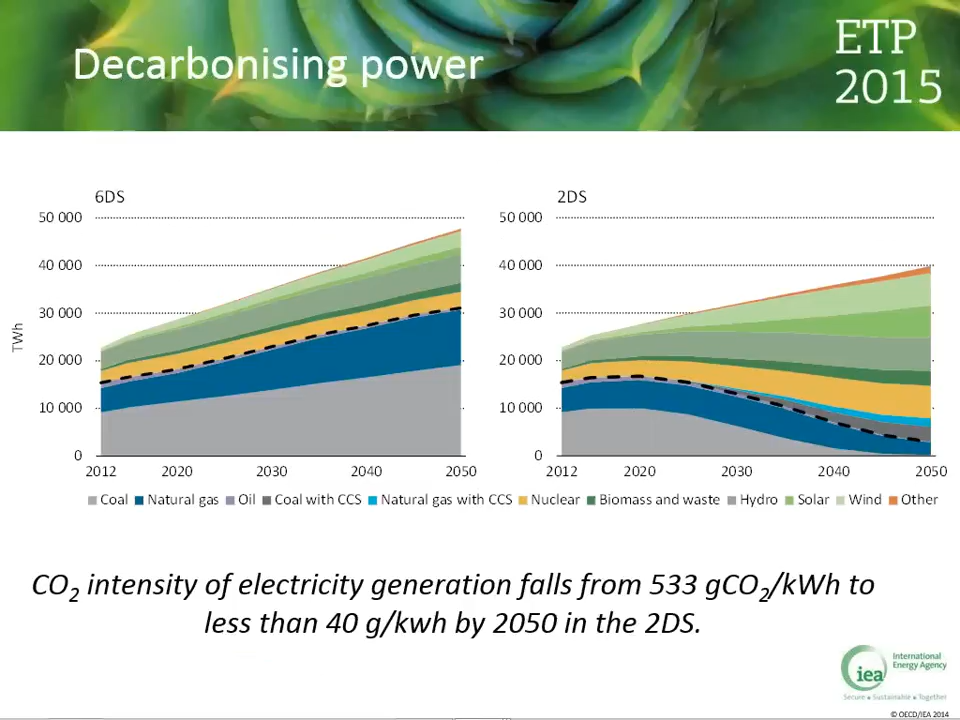 Decarbonising power
ETP
2015
6DS
50 000
40 000
30 000
20 000
10 000
0
TWh
2012 2020 2030 2040 2050
2DS
50 000
40 000
30 000
20 000
10 000
0
2012 2020 2030 2040 2050
Coal Natural gas Oil Coal with CCS Natural gas with CCS Nuclear Biomass and waste Hydro Solar Wind Other
CO2 intensity of electricity generation falls from 533 gCO2/kWh to
less than 40 g/kwh by 2050 in the 2DS.
iea
International
Energy Agency
Secure Sustainable Together
© OECD/IEA 2014